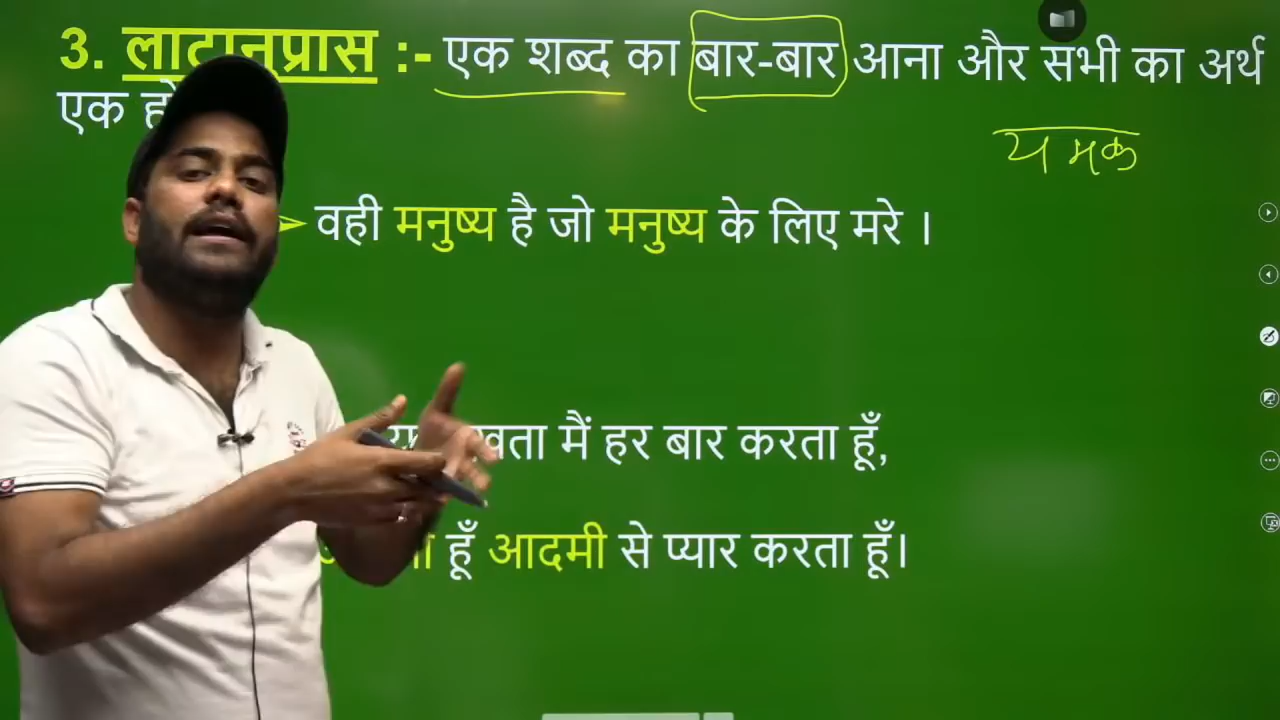 3. लाटानुप्रास :- एक शब्द का बार-बार आना और सभी का अर्थ
एक
यमक
वही मनुष्य है जो मनुष्य के लिए मरे ।
मैं हर बार करता हूँ,
हूँ आदमी से प्यार करता हूँ।